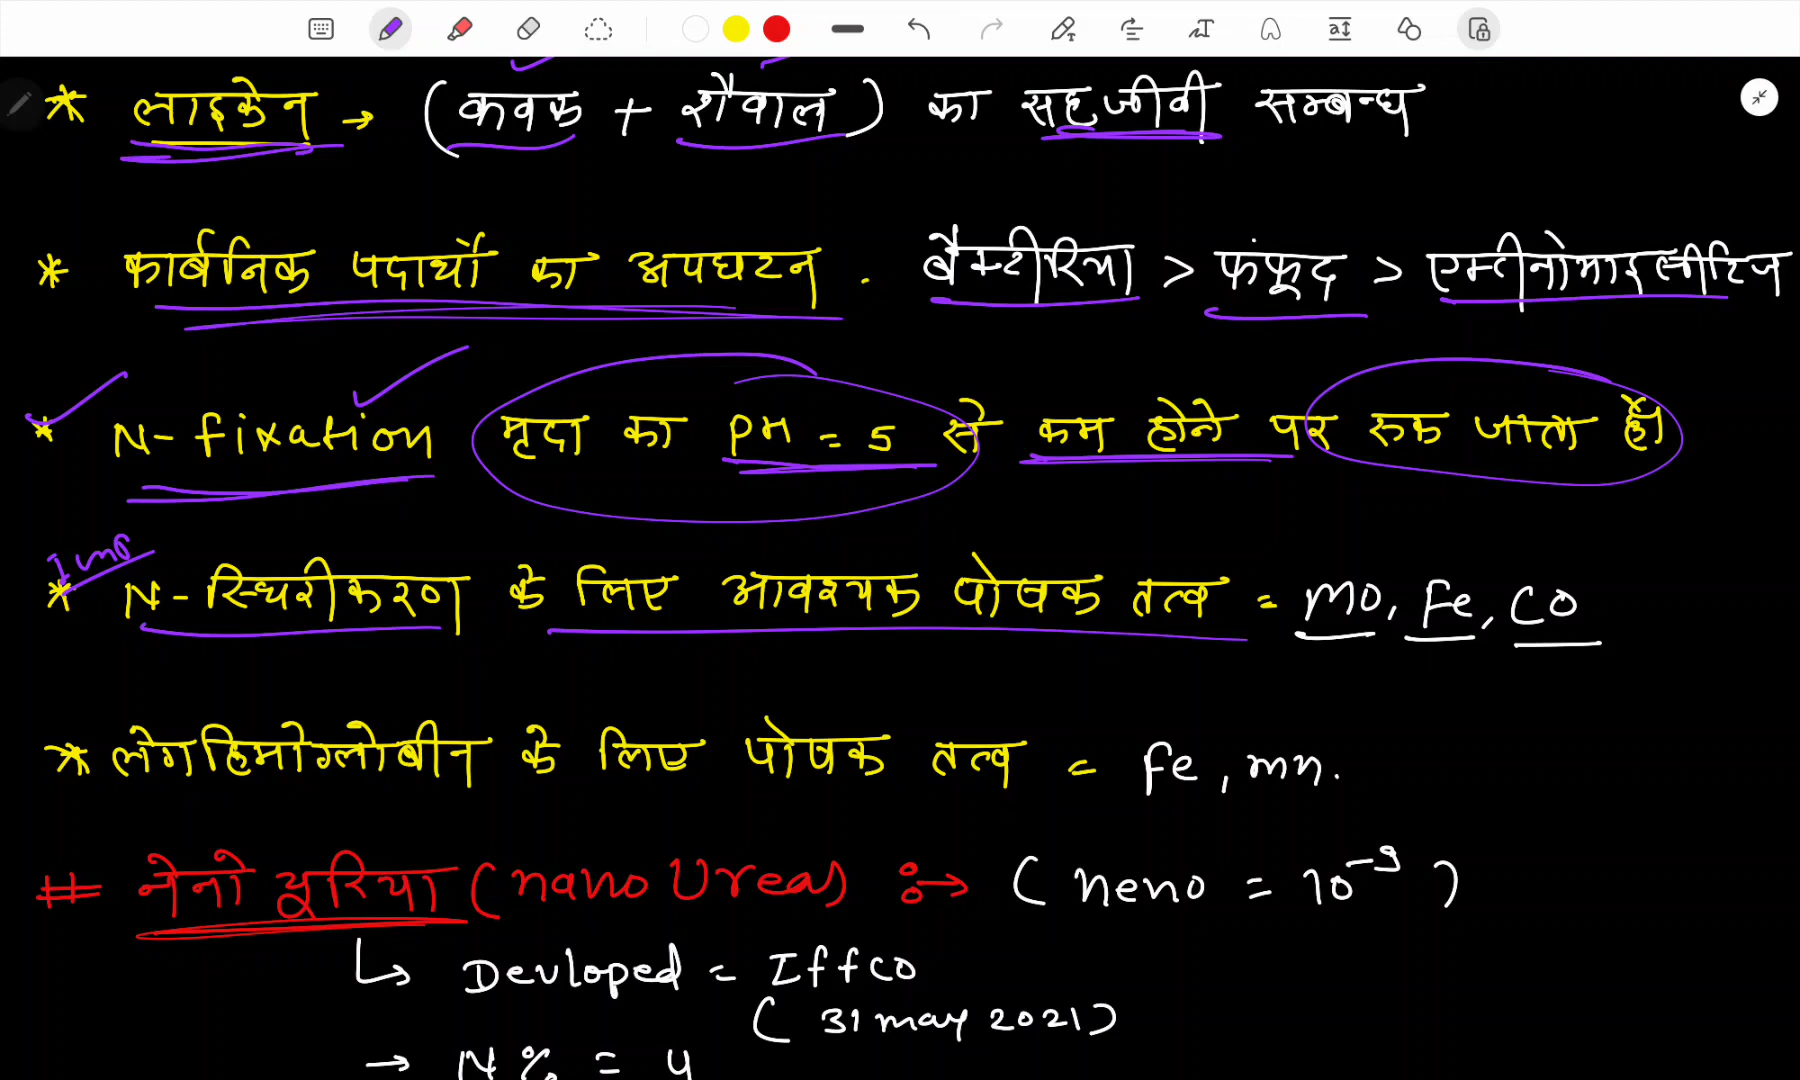 * लाइकेन → (कवक + शैवाल) का सहजीवी सम्बन्ध
* कार्बनिक पदार्थों का अपघटन . बैक्टीरिया > फंफूद > एक्टीनोमाइसीटिज
* N-fixation मृदा का PH = 5 से कम होने पर रुक जाता है।
Imp
* N-स्थिरीकरण के लिए आवश्यक पोषक तत्व = Mo, Fe, CO
* लेगहिमोग्लोबीन के लिए पोषक तत्व = Fe, mn.
# नेनो यूरिया (nano Urea) :→ (neno = 10⁻⁹)
↳ Devloped = Iffco
(31 may 2021)
→ N% = 4